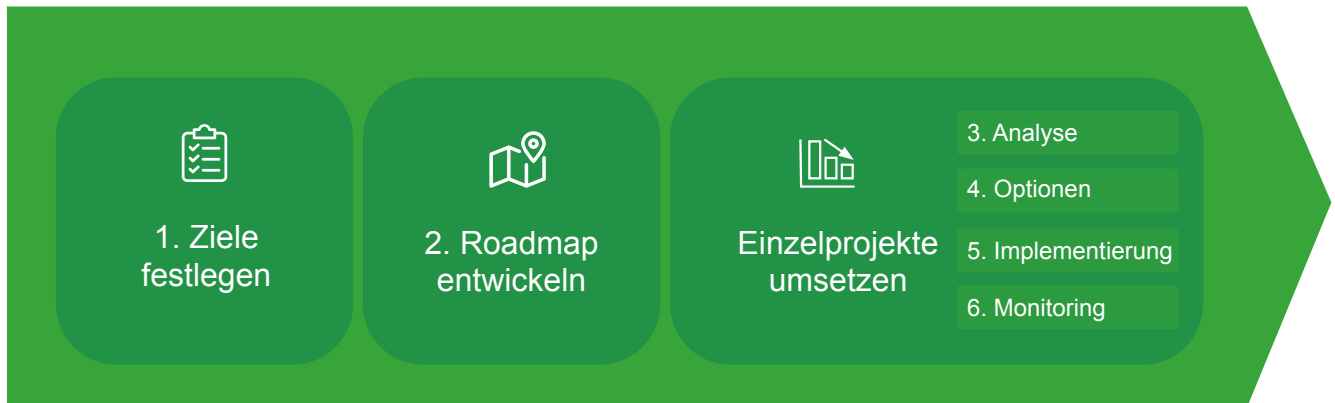 1. Ziele
festlegen
2. Roadmap
entwickeln
Einzelprojekte
umsetzen
3. Analyse
4. Optionen
5. Implementierung
6. Monitoring